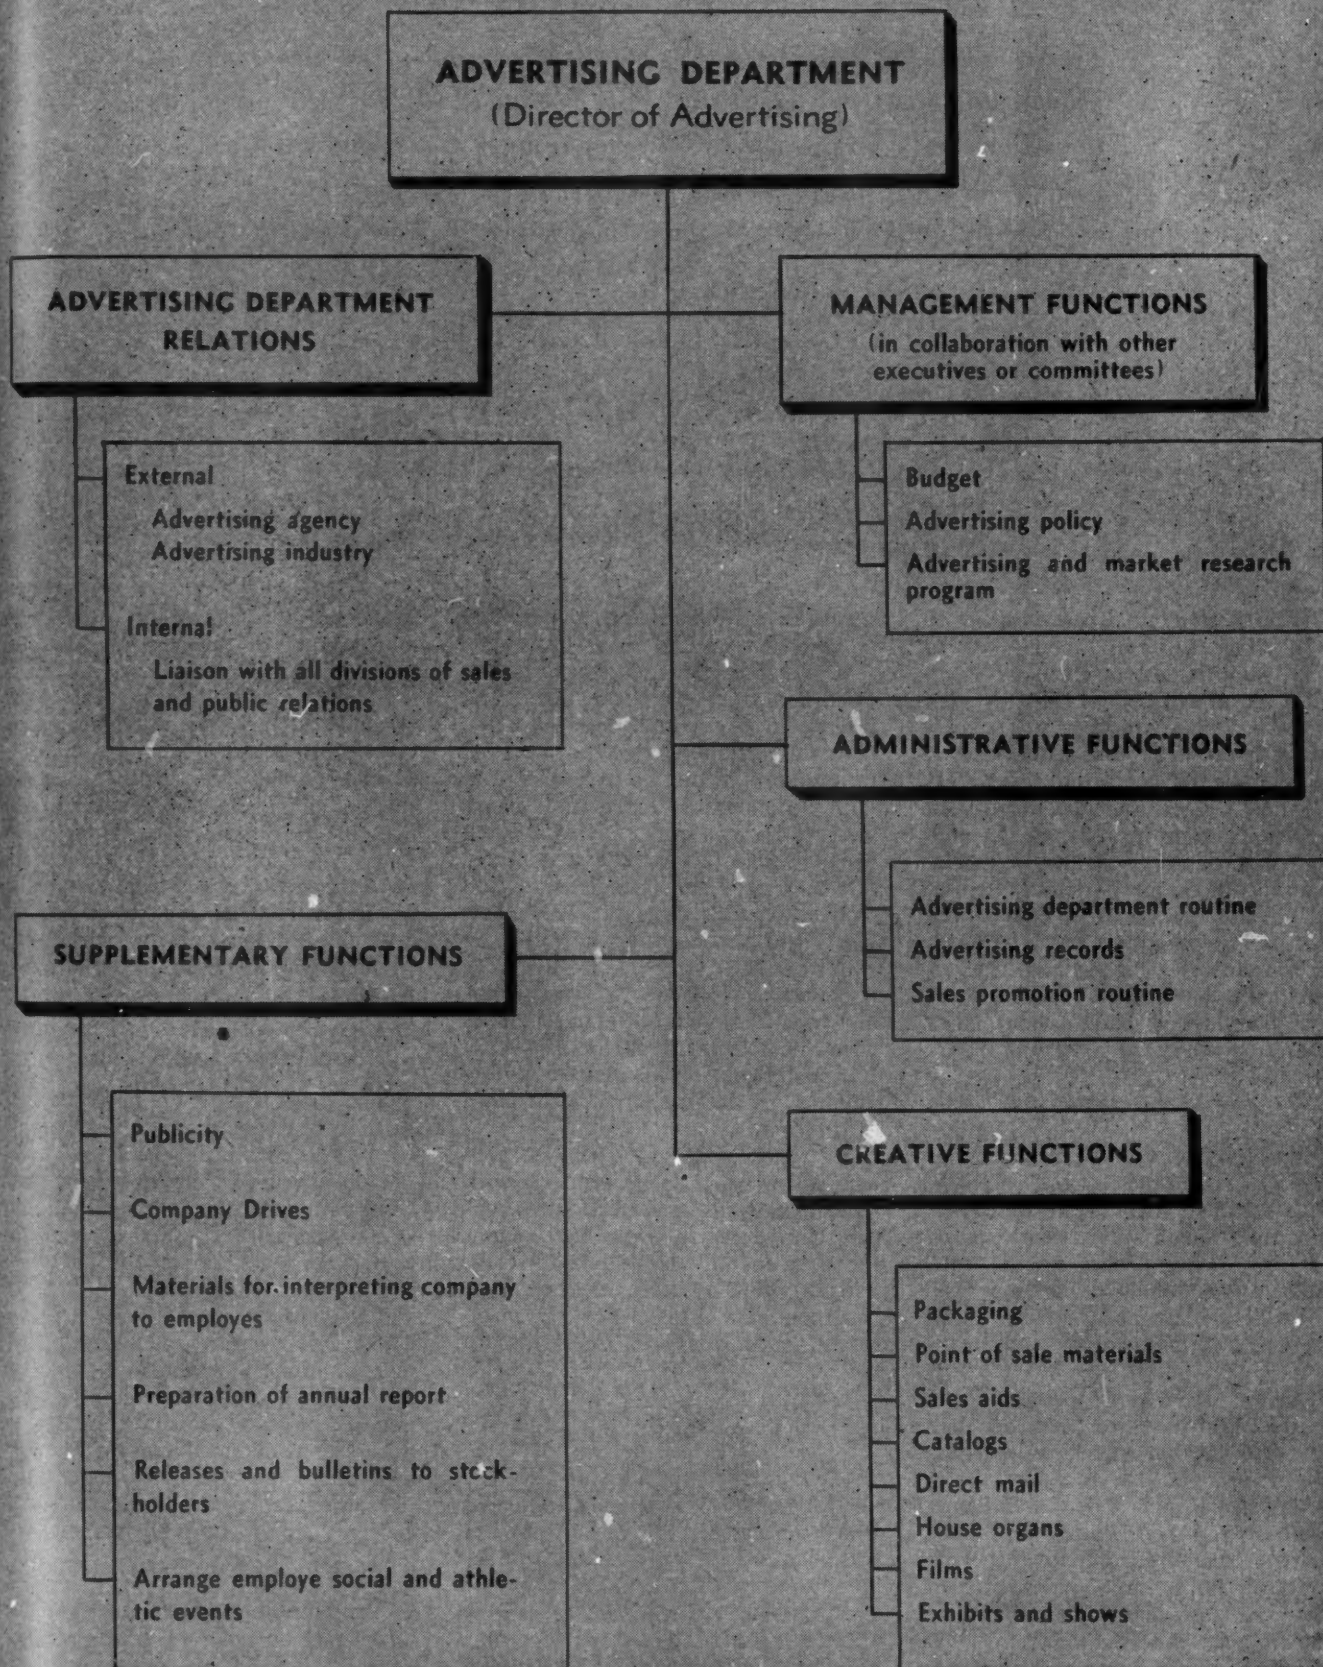 ADVERTISING DEPARTMENT
(Director of Advertising)
ADVERTISING DEPARTMENT
RELATIONS
External
Advertising agency
Advertising industry
Internal
Liaison with all divisions of sales
and public relations
MANAGEMENT FUNCTIONS
(in collaboration with other
executives or committees)
Budget
Advertising policy
Advertising and market research
program
ADMINISTRATIVE FUNCTIONS
Advertising department routine
Advertising records
Sales promotion routine
SUPPLEMENTARY FUNCTIONS
Publicity
Company Drives
Materials for interpreting company
to employes
Preparation of annual report
Releases and bulletins to stock-
holders
Arrange employe social and athle-
tic events
CREATIVE FUNCTIONS
Packaging
Point of sale materials
Sales aids
Catalogs
Direct mail
House organs
Films
Exhibits and shows